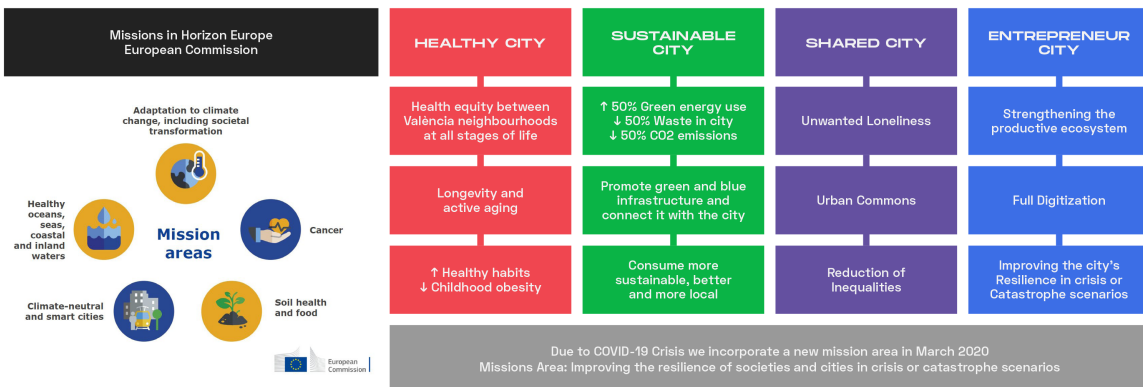 Missions in Horizon Europe
European Commission
Adaptation to climate
change, including societal
transformation
Healthy
oceans,
seas,
coastal
and inland
waters
Mission
areas
Cancer
Climate-neutral
and smart cities
Soil health
and food
European
Commission
HEALTHY CITY
Health equity between
València neighbourhoods
at all stages of life
Longevity and
active aging
↑ Healthy habits
↓ Childhood obesity
SUSTAINABLE
CITY
↑ 50% Green energy use
↓ 50% Waste in city
↓ 50% CO2 emissions
Promote green and blue
infrastructure and
connect it with the city
Consume more
sustainable, better
and more local
SHARED CITY
Unwanted Loneliness
Urban Commons
Reduction of
Inequalities
ENTREPRENEUR
CITY
Strengthening the
productive ecosystem
Full Digitization
Improving the city's
Resilience in crisis or
Catastrophe scenarios
Due to COVID-19 Crisis we incorporate a new mission area in March 2020
Missions Area: Improving the resilience of societies and cities in crisis or catastrophe scenarios